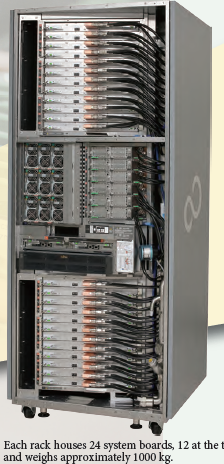 Each rack houses 24 system boards, 12 at the t
and weighs approximately 1000 kg.